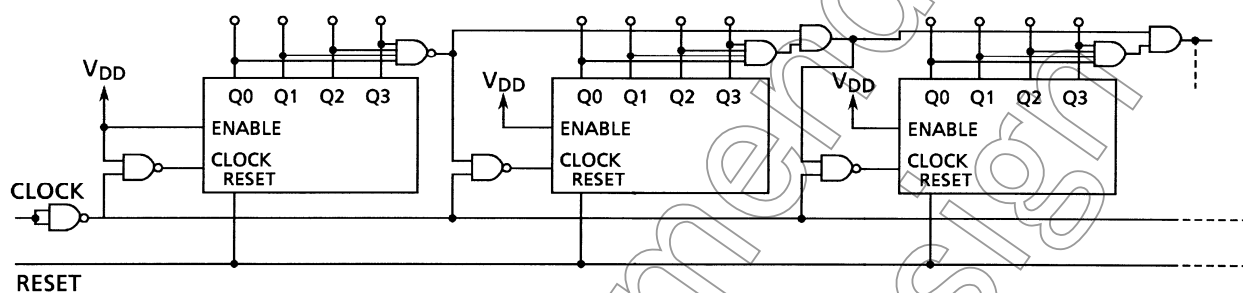 VDD
Q0 Q1 Q2 Q3
ENABLE
CLOCK
RESET
VDD
Q0 Q1 Q2 Q3
ENABLE
CLOCK
RESET
VDD
Q0 Q1 Q2 Q3
ENABLE
CLOCK
RESET
CLOCK
RESET